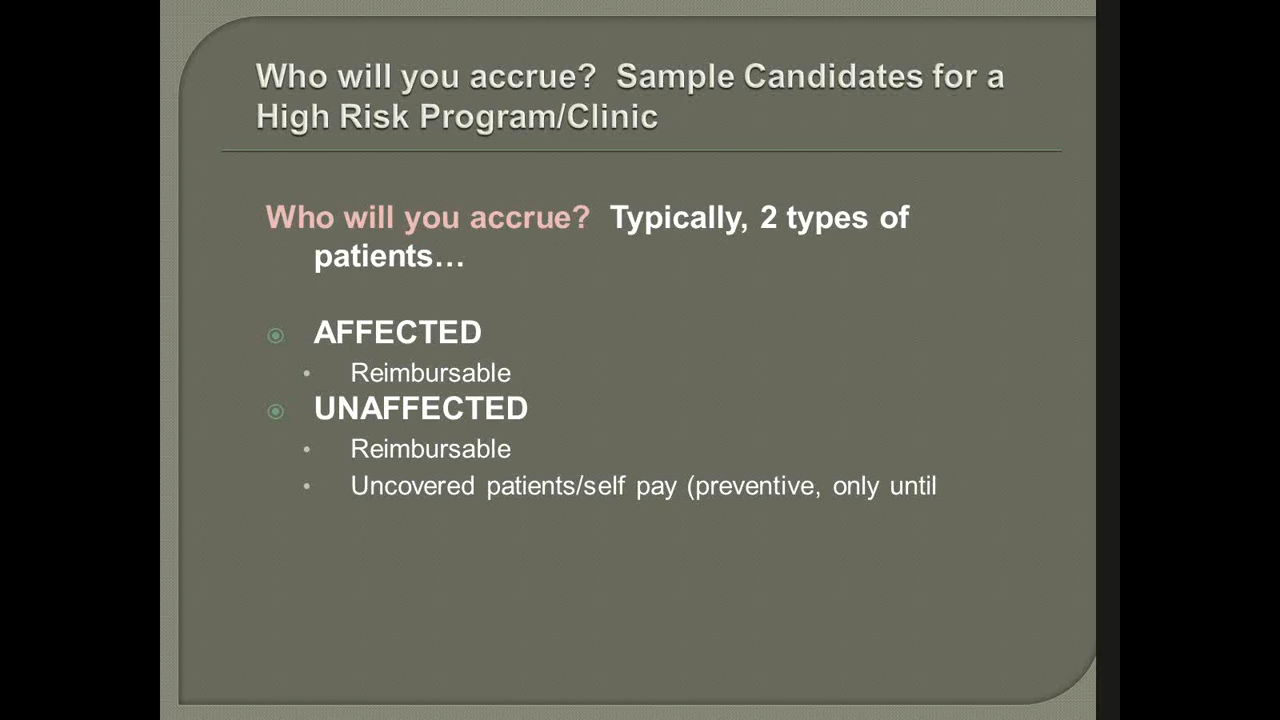 Who will you accrue? Sample Candidates for a
High Risk Program/Clinic
Who will you accrue? Typically, 2 types of
patients…
AFFECTED
Reimbursable
UNAFFECTED
Reimbursable
Uncovered patients/self pay (preventive, only until